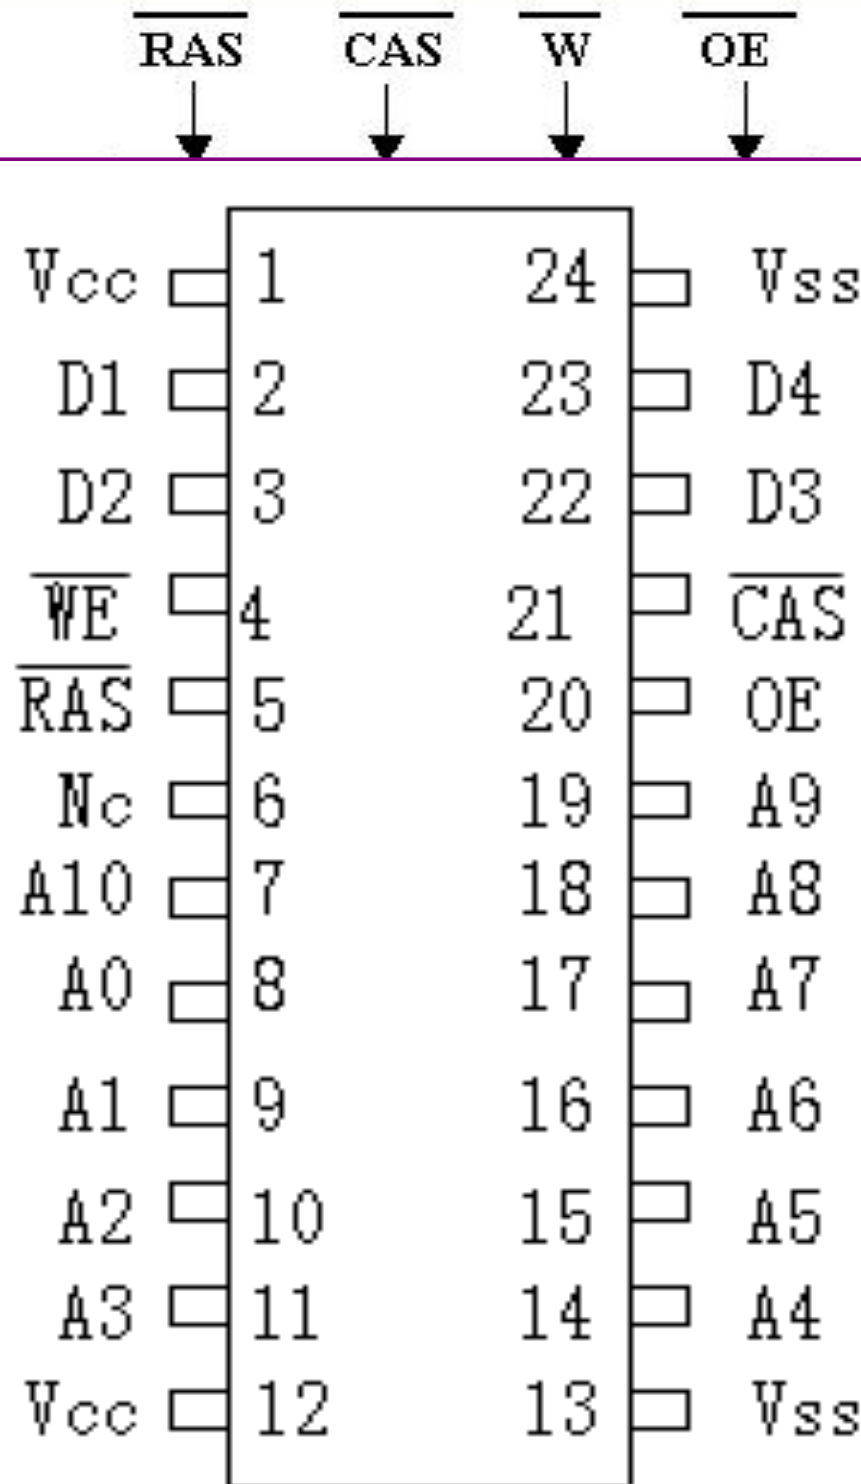 RAS CAS W OE
Vcc 1 24 Vss
D1 2 23 D4
D2 3 22 D3
WE 4 21 CAS
RAS 5 20 OE
Nc 6 19 A9
A10 7 18 A8
A0 8 17 A7
A1 9 16 A6
A2 10 15 A5
A3 11 14 A4
Vcc 12 13 Vss